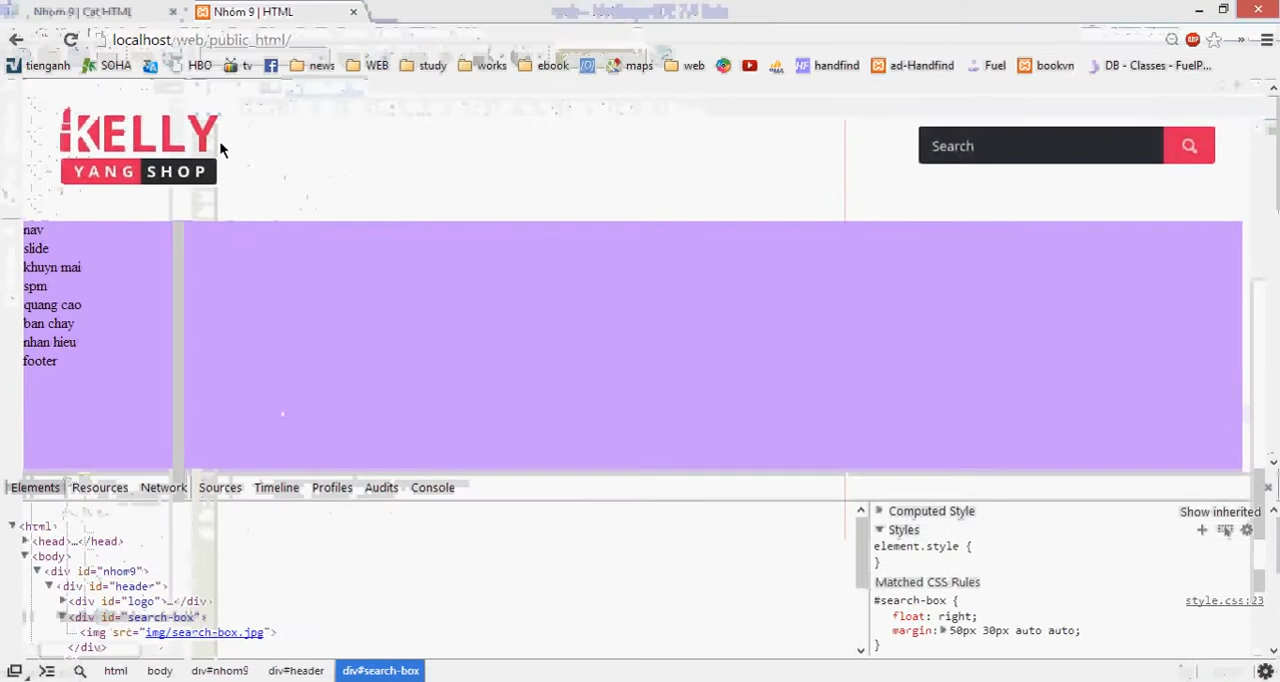 Nhóm 9 | Cat HTML
Nhóm 9 | HTML
localhost/web/public_html/
tienganh SOHA HBO tv news WEB study works ebook maps web handfind ad-Handfind Fuel bookvn DB - Classes - FuelP...
KELLY
YANG SHOP
Search
nav
slide
khuyn mai
spm
quang cao
ban chay
nhan hieu
footer
Elements Resources Network Sources Timeline Profiles Audits Console
<html>
<head>…</head>
<body>
<div id="nhom9">
<div id="header">
<div id="logo">…</div>
<div id="search-box">
<img src="img/search-box.jpg">
</div>
Computed Style Show inherited
Styles
element.style {
}
Matched CSS Rules
#search-box { style.css:23
float: right;
margin: 50px 30px auto auto;
}
html body div#nhom9 div#header div#search-box